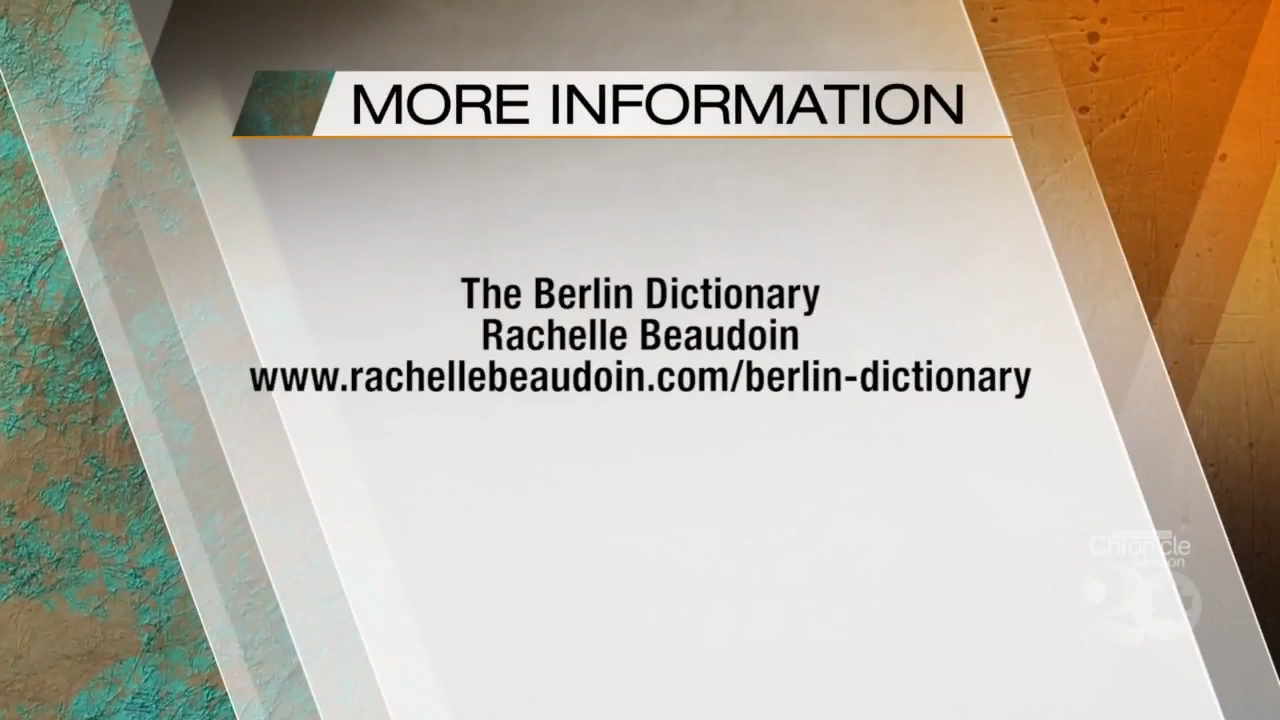 MORE INFORMATION
The Berlin Dictionary
Rachelle Beaudoin
www.rachellebeaudoin.com/berlin-dictionary
Chronicle